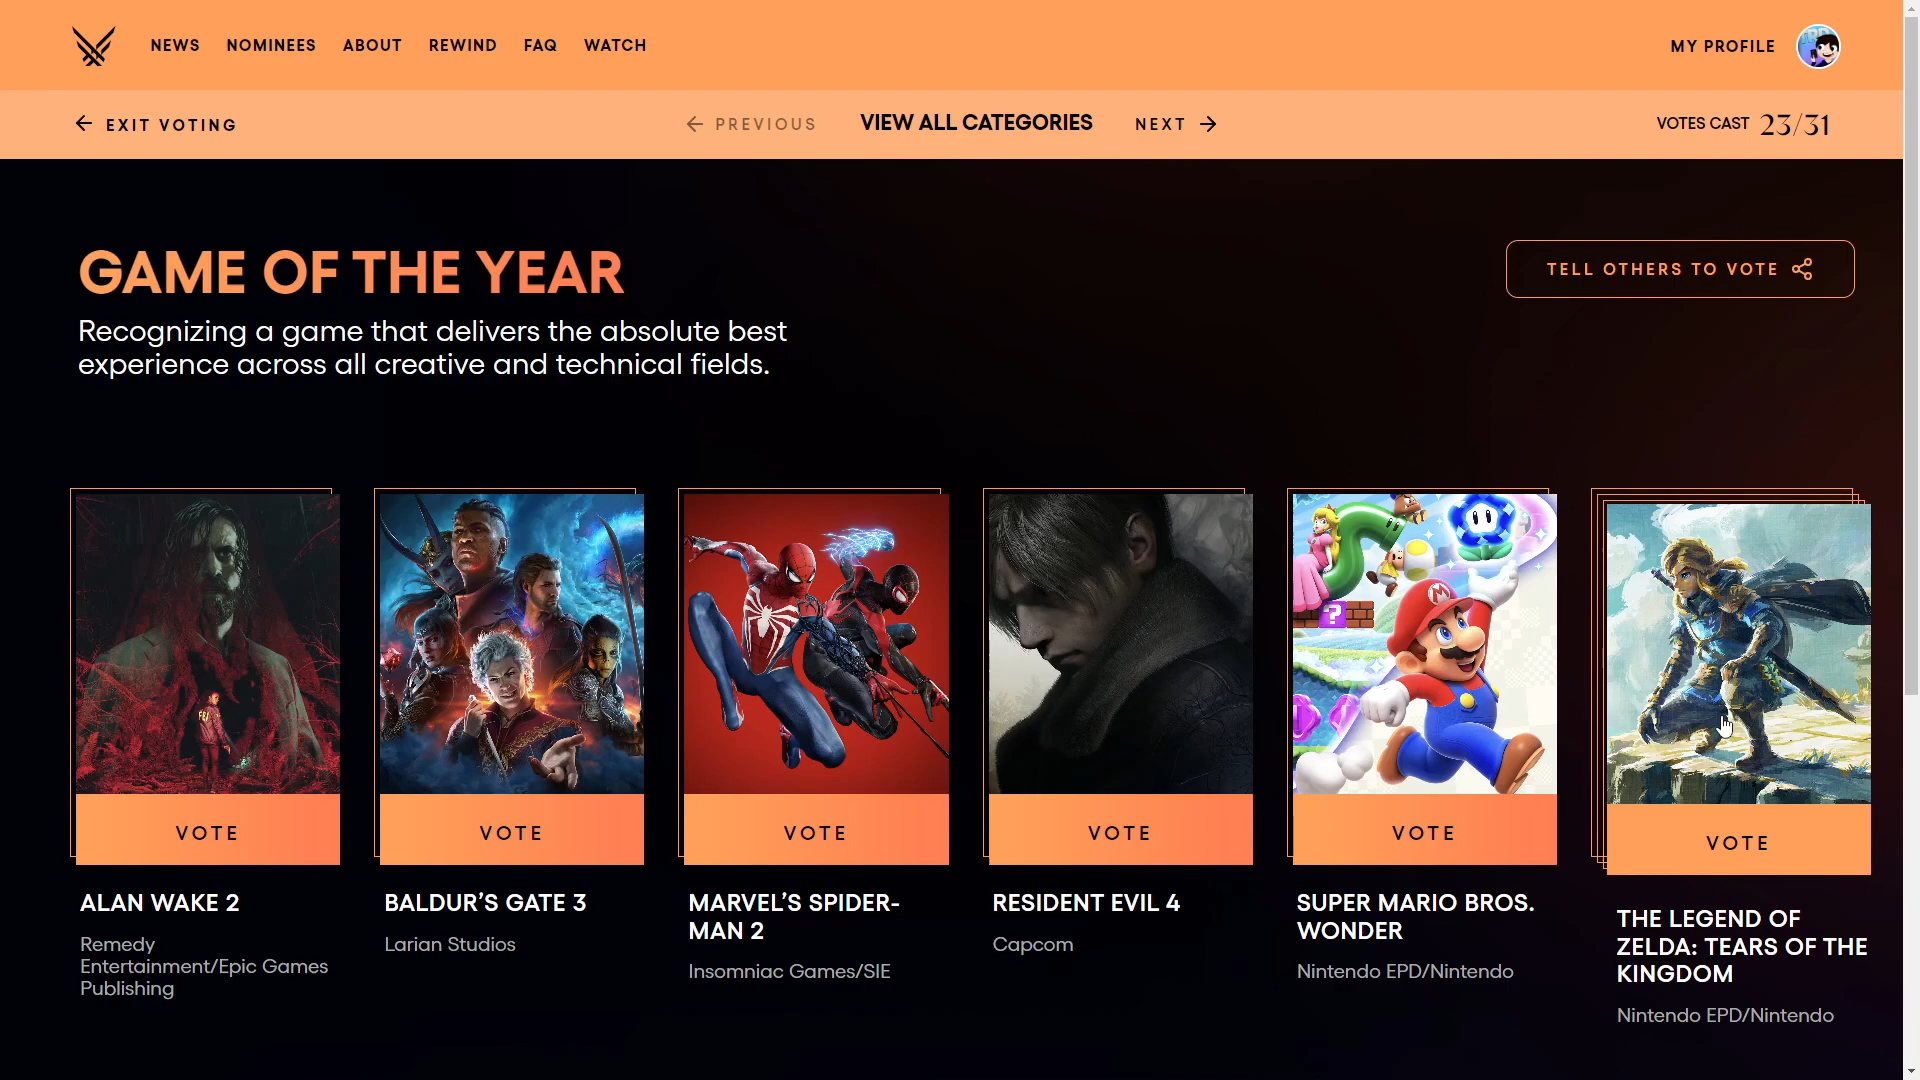 NEWS NOMINEES ABOUT REWIND FAQ WATCH MY PROFILE
EXIT VOTING PREVIOUS VIEW ALL CATEGORIES NEXT VOTES CAST 23/31
GAME OF THE YEAR
TELL OTHERS TO VOTE
Recognizing a game that delivers the absolute best
experience across all creative and technical fields.
FBI
?
M
VOTE
ALAN WAKE 2
Remedy
Entertainment/Epic Games
Publishing
VOTE
BALDUR’S GATE 3
Larian Studios
VOTE
MARVEL’S SPIDER-
MAN 2
Insomniac Games/SIE
VOTE
RESIDENT EVIL 4
Capcom
VOTE
SUPER MARIO BROS.
WONDER
Nintendo EPD/Nintendo
VOTE
THE LEGEND OF
ZELDA: TEARS OF THE
KINGDOM
Nintendo EPD/Nintendo